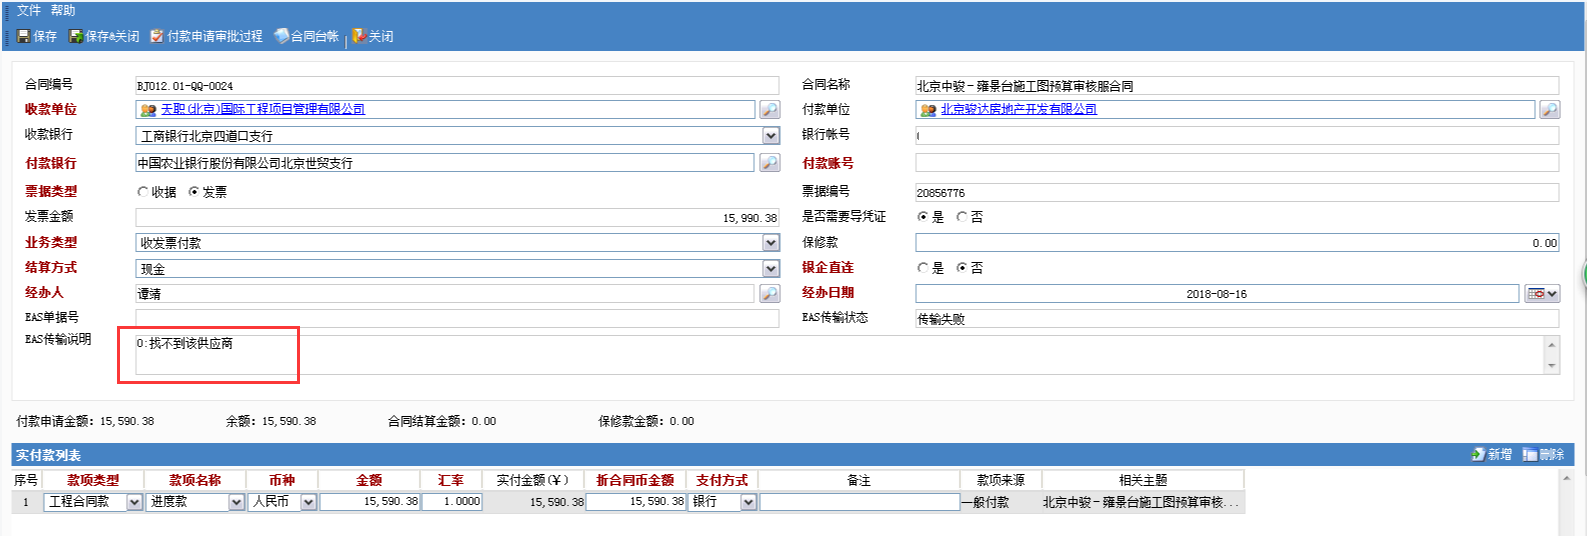 文件 帮助
保存 保存&关闭 付款申请审批过程 合同台帐 关闭
合同编号 BJ012.01-QQ-0024 合同名称 北京中骏－雍景台施工图预算审核服合同
收款单位 天职(北京)国际工程项目管理有限公司 付款单位 北京骏达房地产开发有限公司
收款银行 工商银行北京四道口支行 银行帐号
付款银行 中国农业银行股份有限公司北京世贸支行 付款账号
票据类型 收据 发票 票据编号 20856776
发票金额 15,990.38 是否需要导凭证 是 否
业务类型 收发票付款 保修款 0.00
结算方式 现金 银企直连 是 否
经办人 谭靖 经办日期 2018-08-16
EAS单据号 EAS传输状态 传输失败
EAS传输说明 0:找不到该供应商
付款申请金额: 15,590.38 余额: 15,590.38 合同结算金额: 0.00 保修款金额: 0.00
实付款列表 新增 删除
序号 款项类型 款项名称 币种 金额 汇率 实付金额(¥) 折合同币金额 支付方式 备注 款项来源 相关主题
1 工程合同款 进度款 人民币 15,590.38 1.0000 15,590.38 15,590.38 银行 一般付款 北京中骏－雍景台施工图预算审核...